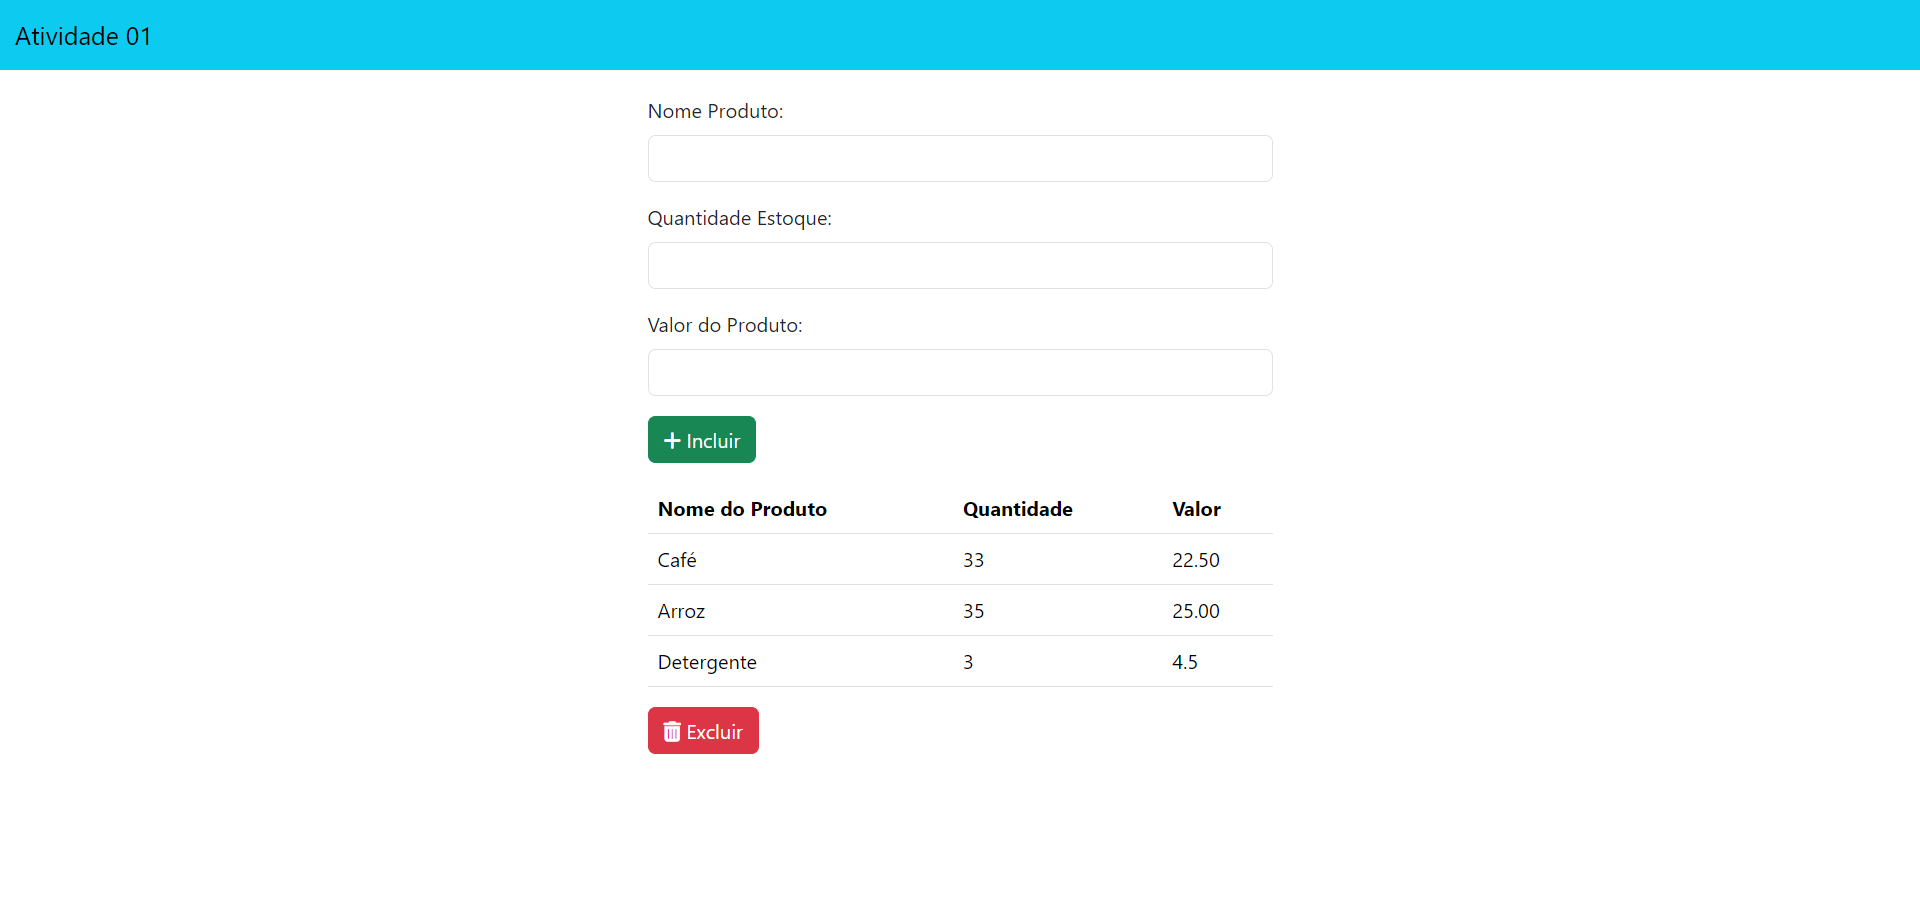 Atividade 01
Nome Produto:
Quantidade Estoque:
Valor do Produto:
Incluir
Nome do Produto Quantidade Valor
Café 33 22.50
Arroz 35 25.00
Detergente 3 4.5
Excluir